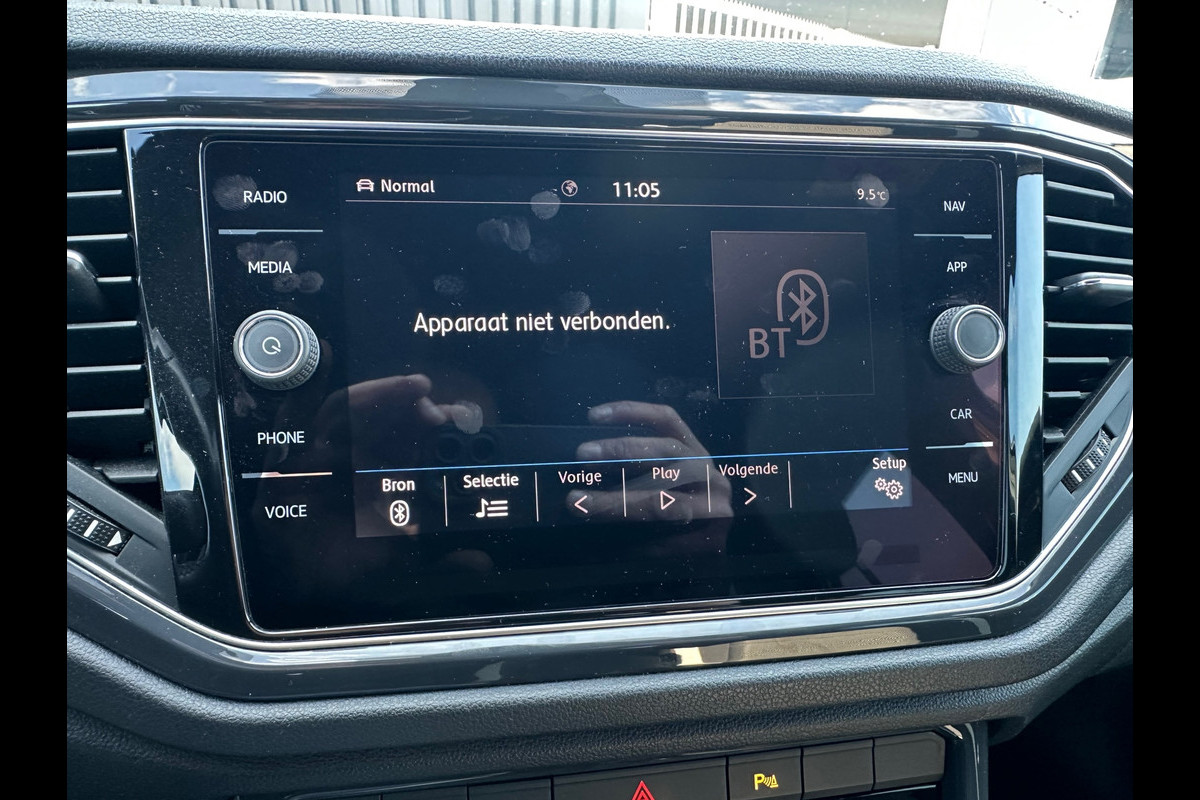 RADIO
MEDIA
PHONE
VOICE
Normal
11:05
9.5°C
Apparaat niet verbonden.
BT
Bron
Selectie
Vorige
Play
Volgende
Setup
NAV
APP
CAR
MENU
P